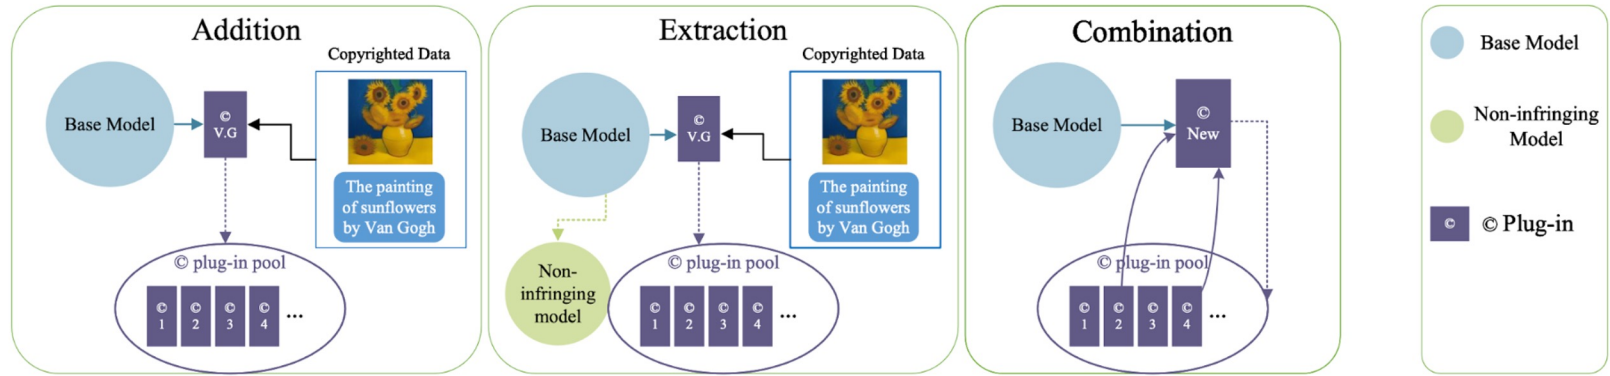 Addition
Copyrighted Data
Base Model
©
V.G
The painting
of sunflowers
by Van Gogh
© plug-in pool
©
1
©
2
©
3
©
4
...
Extraction
Copyrighted Data
Base Model
©
V.G
The painting
of sunflowers
by Van Gogh
Non-
infringing
model
© plug-in pool
©
1
©
2
©
3
©
4
...
Combination
Base Model
©
New
© plug-in pool
©
1
©
2
©
3
©
4
...
Base Model
Non-infringing
Model
©
© Plug-in